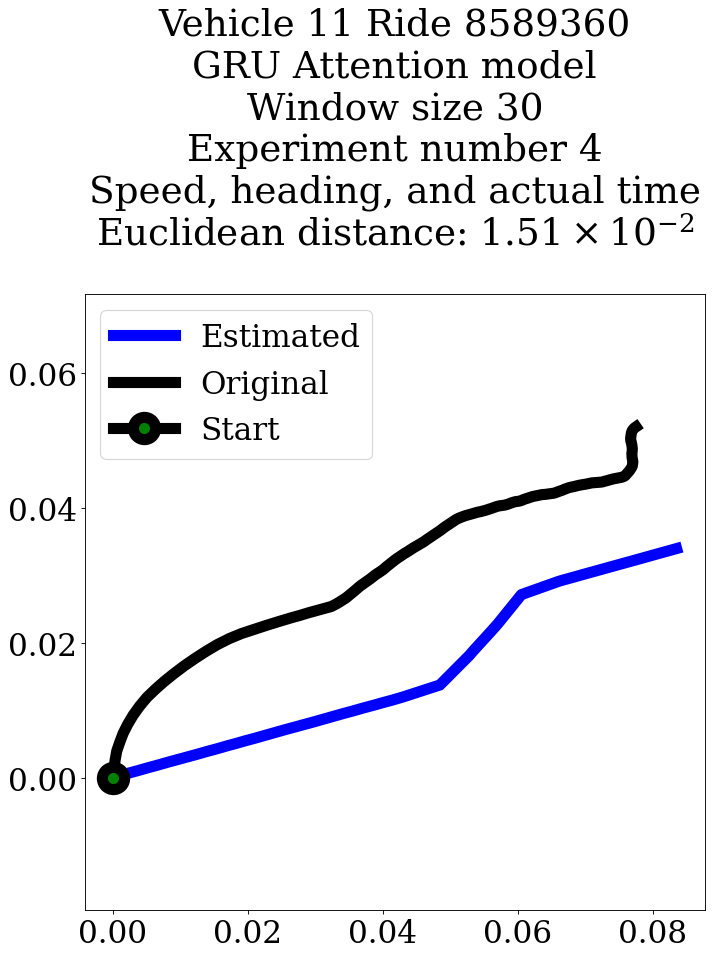 Vehicle 11 Ride 8589360
GRU Attention model
Window size 30
Experiment number 4
Speed, heading, and actual time
Euclidean distance: 1.51 × 10⁻²
Estimated
Original
Start
0.06
0.04
0.02
0.00
0.00 0.02 0.04 0.06 0.08